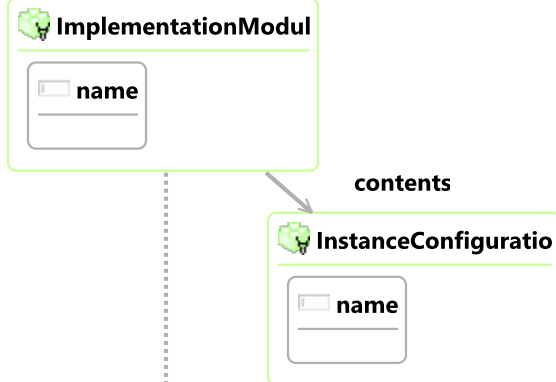 ImplementationModul
name
contents
InstanceConfiguratio
name